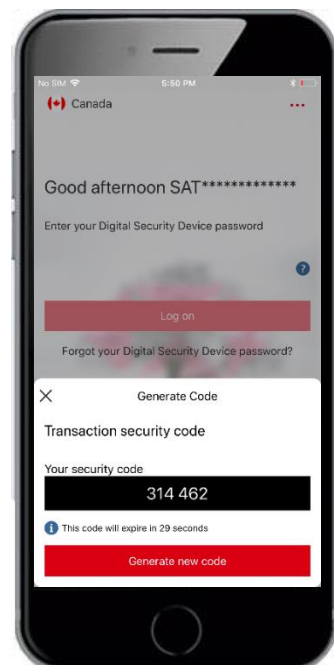 No SIM 5:50 PM
Canada
Good afternoon SAT*************
Enter your Digital Security Device password
Log on
Forgot your Digital Security Device password?
Generate Code
Transaction security code
Your security code
314 462
This code will expire in 29 seconds
Generate new code